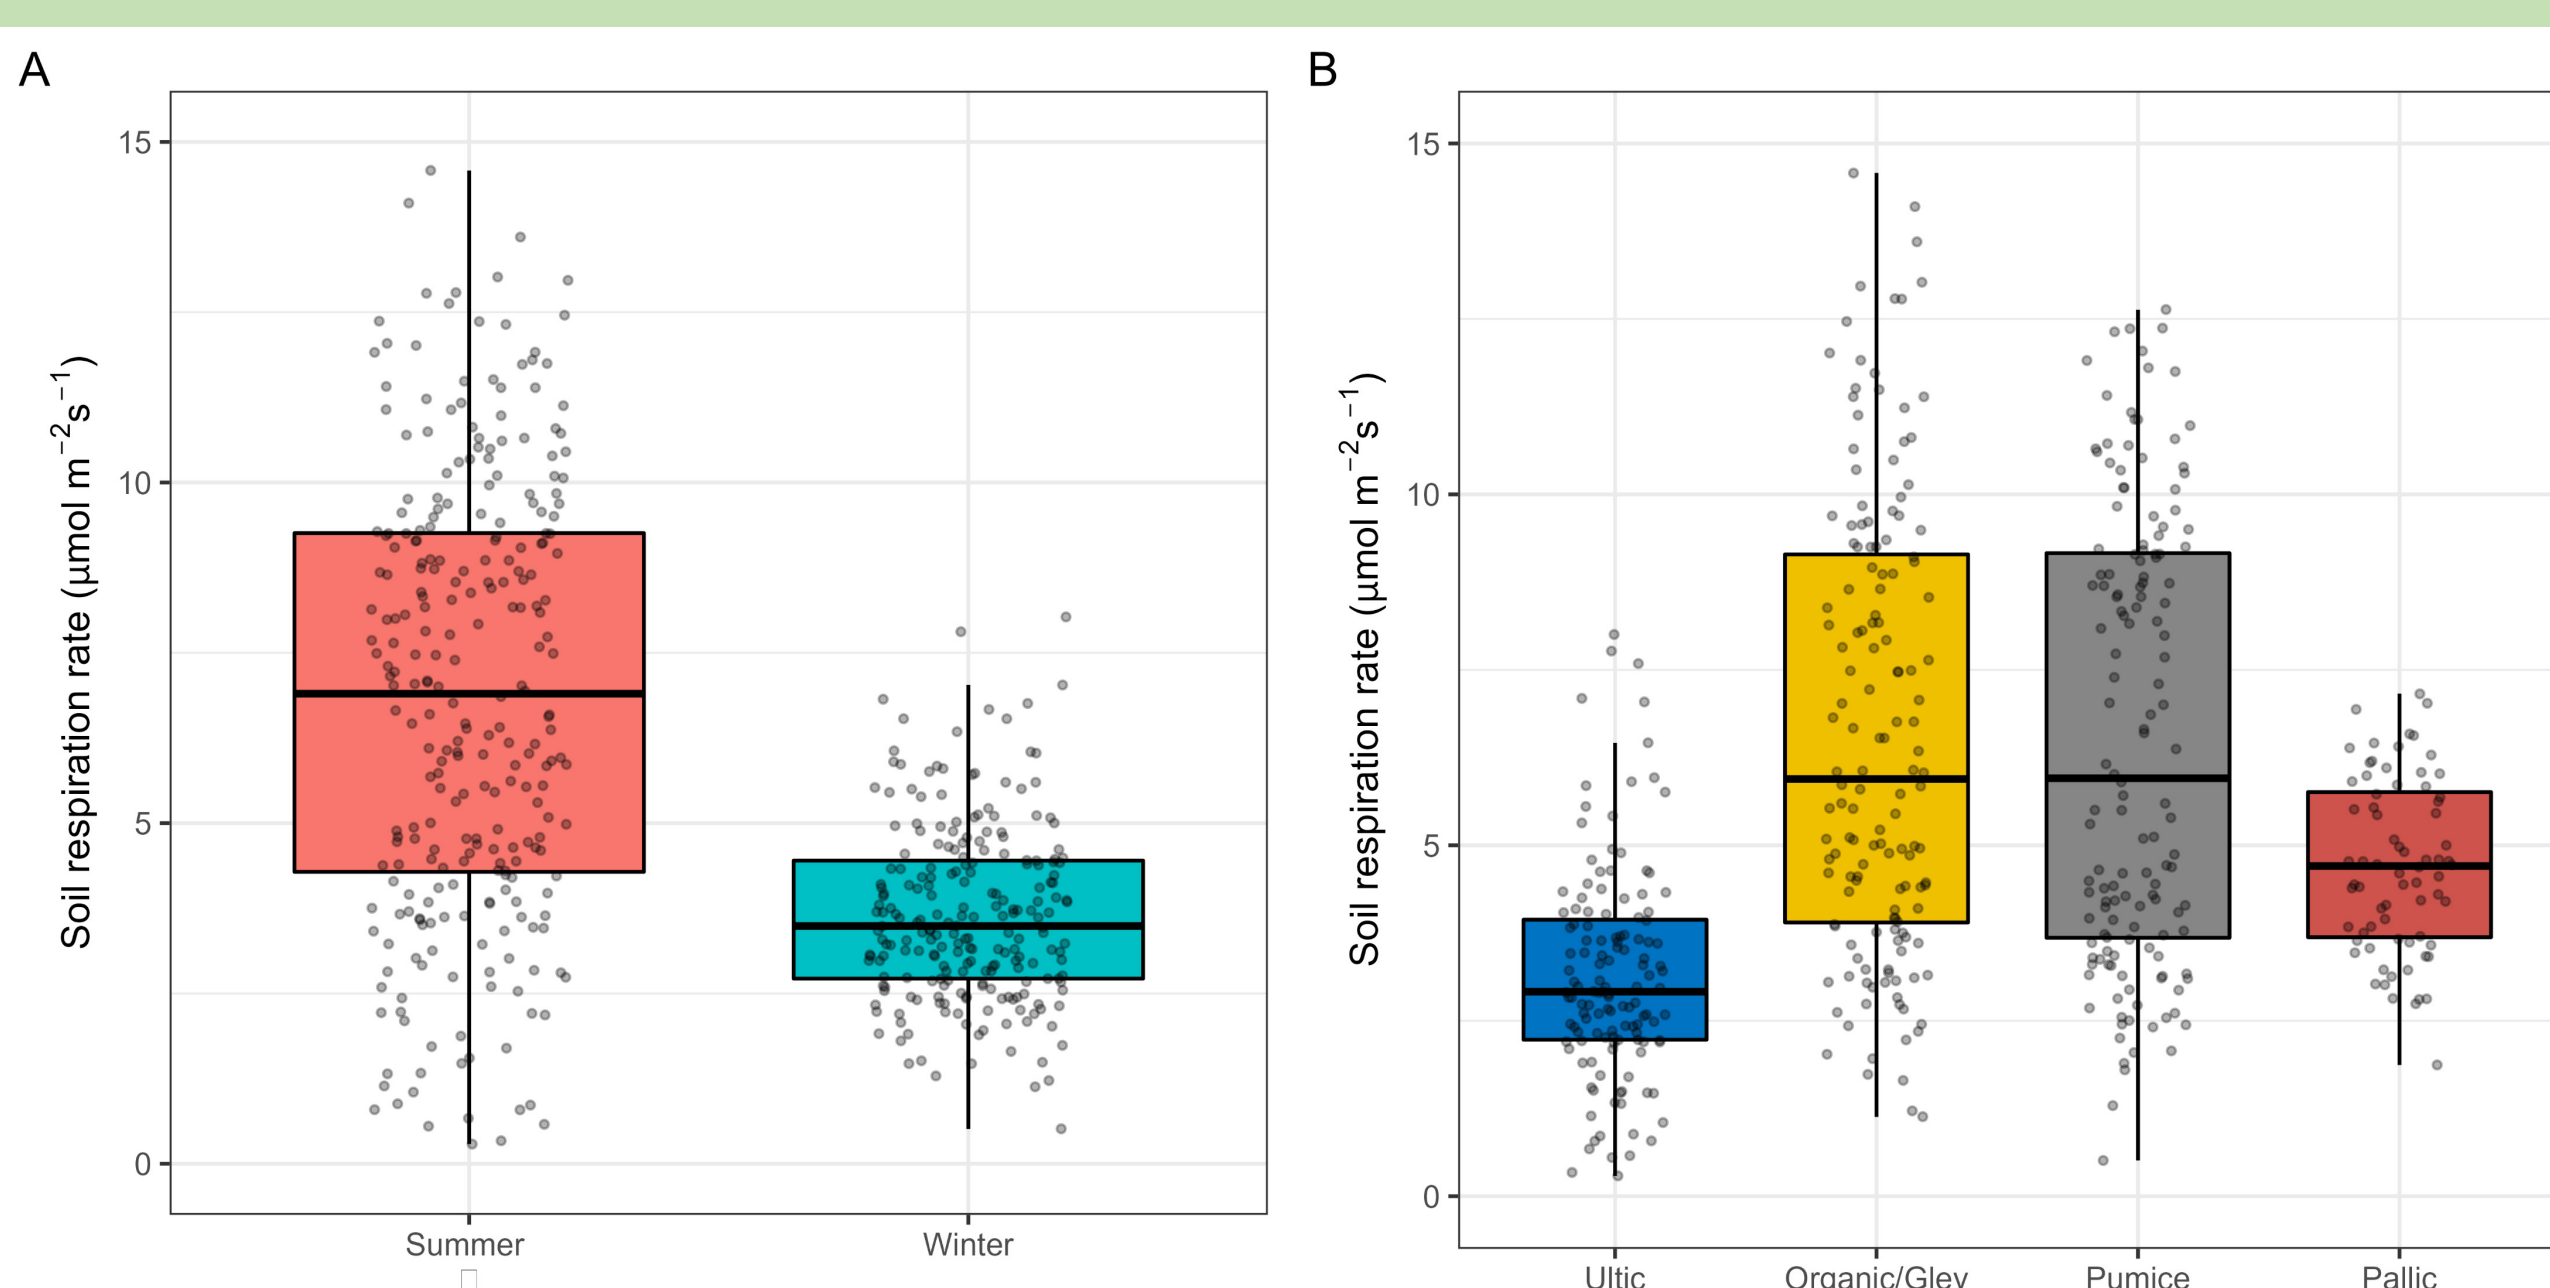 A
B
Soil respiration rate (µmol m⁻²s⁻¹)
15
10
5
0
Summer
Winter
Soil respiration rate (µmol m⁻²s⁻¹)
15
10
5
0
Ultic
Organic/Gley
Pumice
Pallic